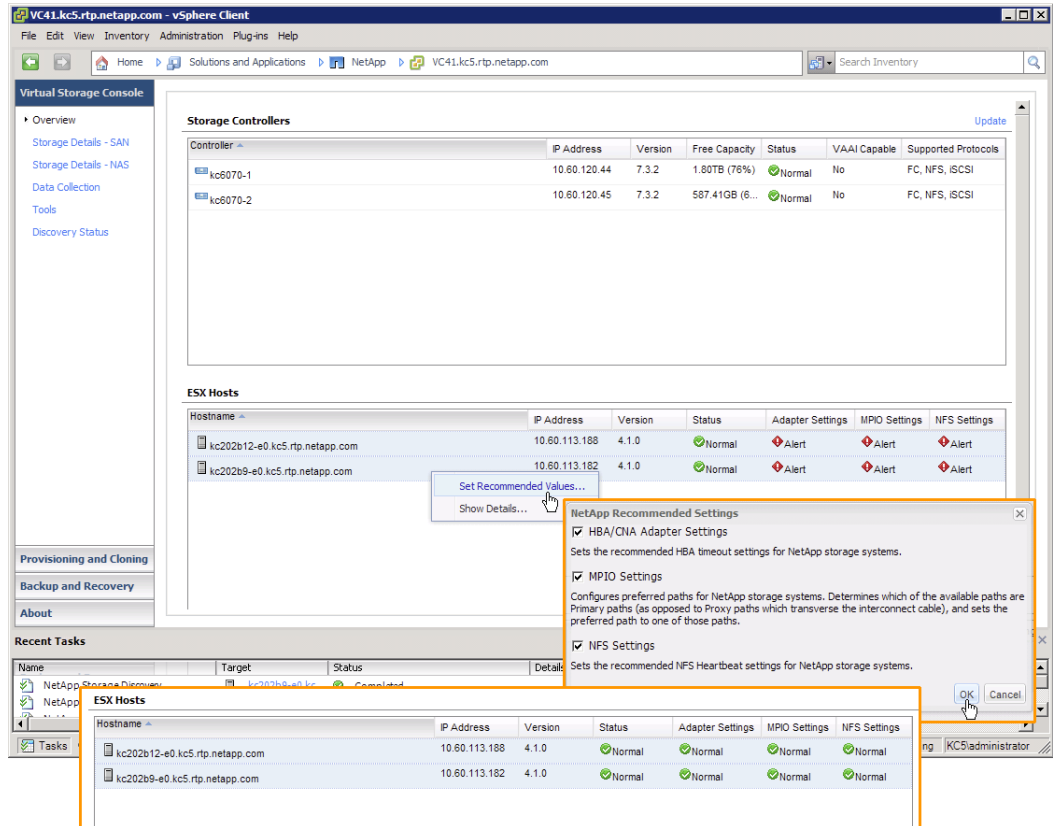 VC41.kc5.rtp.netapp.com - vSphere Client
File Edit View Inventory Administration Plug-ins Help
Home Solutions and Applications NetApp VC41.kc5.rtp.netapp.com Search Inventory
Virtual Storage Console
Overview
Storage Details - SAN
Storage Details - NAS
Data Collection
Tools
Discovery Status
Provisioning and Cloning
Backup and Recovery
About
Storage Controllers Update
Controller IP Address Version Free Capacity Status VAAI Capable Supported Protocols
kc6070-1 10.60.120.44 7.3.2 1.80TB (76%) Normal No FC, NFS, iSCSI
kc6070-2 10.60.120.45 7.3.2 587.41GB (6... Normal No FC, NFS, iSCSI
ESX Hosts
Hostname IP Address Version Status Adapter Settings MPIO Settings NFS Settings
kc202b12-e0.kc5.rtp.netapp.com 10.60.113.188 4.1.0 Normal Alert Alert Alert
kc202b9-e0.kc5.rtp.netapp.com 10.60.113.182 4.1.0 Normal Alert Alert Alert
Set Recommended Values...
Show Details...
NetApp Recommended Settings
HBA/CNA Adapter Settings
Sets the recommended HBA timeout settings for NetApp storage systems.
MPIO Settings
Configures preferred paths for NetApp storage systems. Determines which of the available paths are
Primary paths (as opposed to Proxy paths which transverse the interconnect cable), and sets the
preferred path to one of those paths.
NFS Settings
Sets the recommended NFS Heartbeat settings for NetApp storage systems.
OK Cancel
Recent Tasks
Name Target Status Details
NetApp Storage Discovery kc202b9-e0.kc Completed
NetApp
Tasks ng KC5\administrator
ESX Hosts
Hostname IP Address Version Status Adapter Settings MPIO Settings NFS Settings
kc202b12-e0.kc5.rtp.netapp.com 10.60.113.188 4.1.0 Normal Normal Normal Normal
kc202b9-e0.kc5.rtp.netapp.com 10.60.113.182 4.1.0 Normal Normal Normal Normal